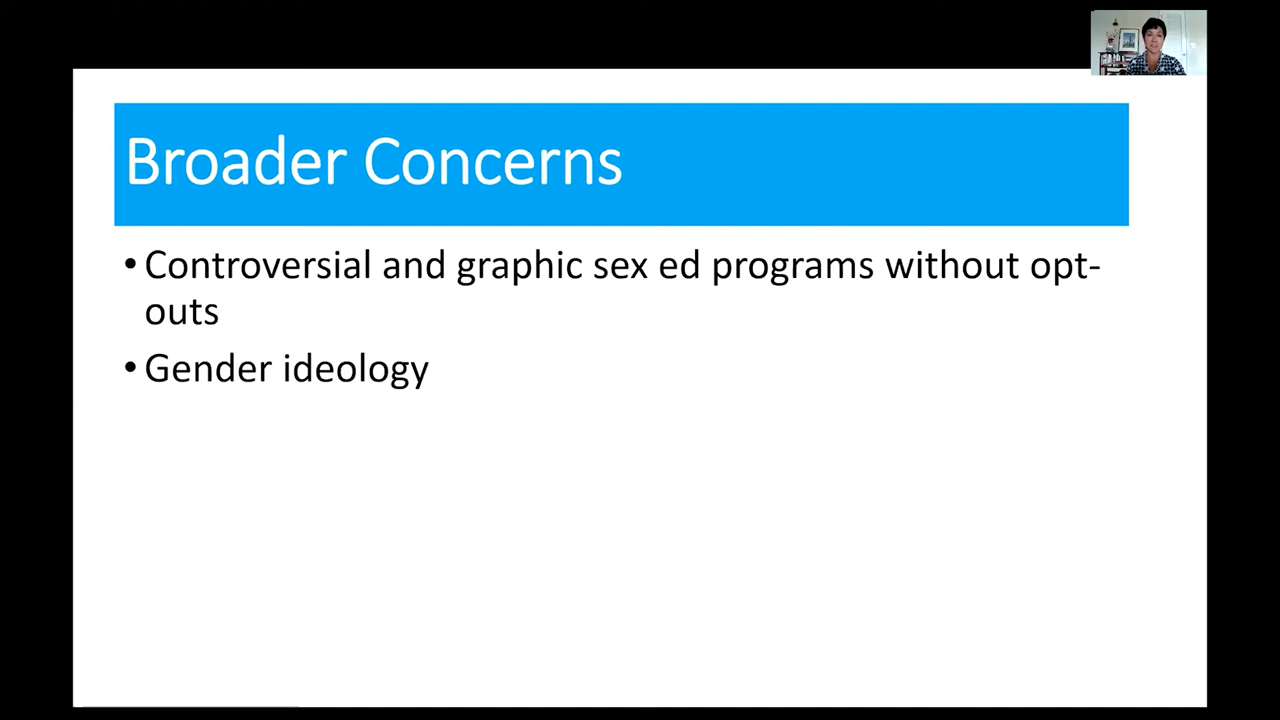 Broader Concerns
•Controversial and graphic sex ed programs without opt-
outs
•Gender ideology